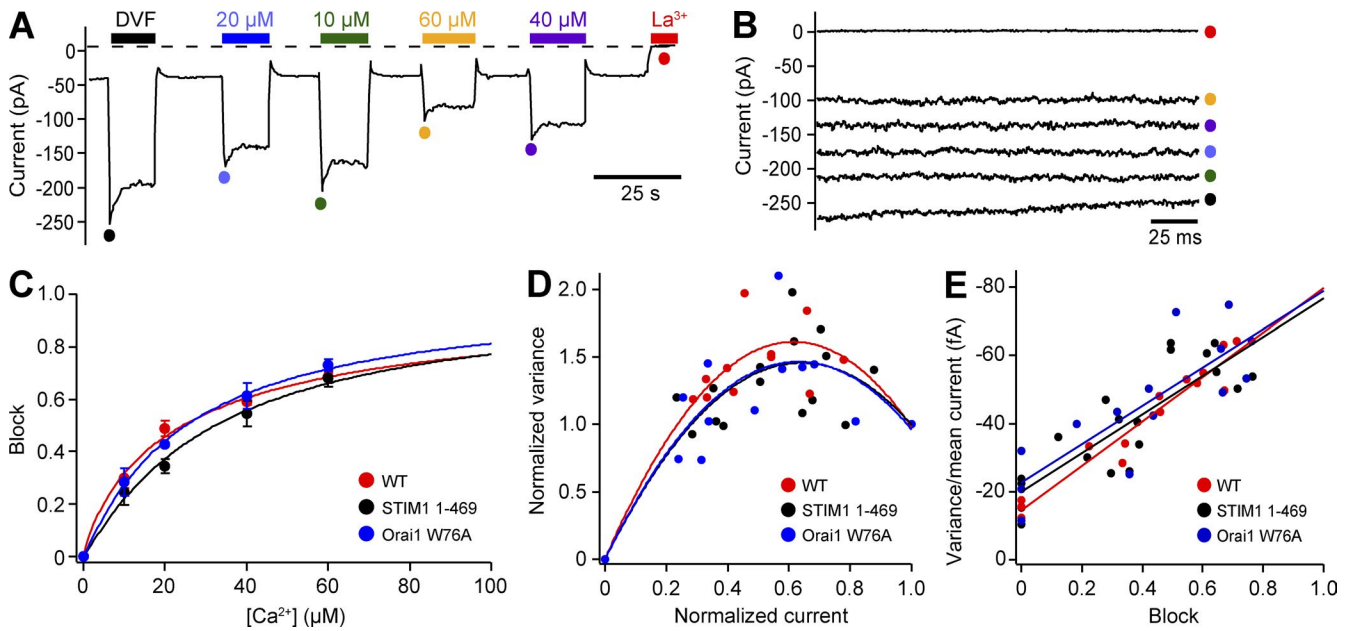 A
DVF 20 µM 10 µM 60 µM 40 µM La³⁺
0
-50
-100
-150
-200
-250
Current (pA)
25 s
B
0
-50
-100
-150
-200
-250
Current (pA)
25 ms
C
1.0
0.8
0.6
0.4
0.2
0
Block
WT
STIM1 1-469
Orai1 W76A
0 20 40 60 80 100
[Ca²⁺] (µM)
D
2.0
1.5
1.0
0.5
0
Normalized variance
WT
STIM1 1-469
Orai1 W76A
0 0.2 0.4 0.6 0.8 1.0
Normalized current
E
-80
-60
-40
-20
0
Variance/mean current (fA)
WT
STIM1 1-469
Orai1 W76A
0 0.2 0.4 0.6 0.8 1.0
Block